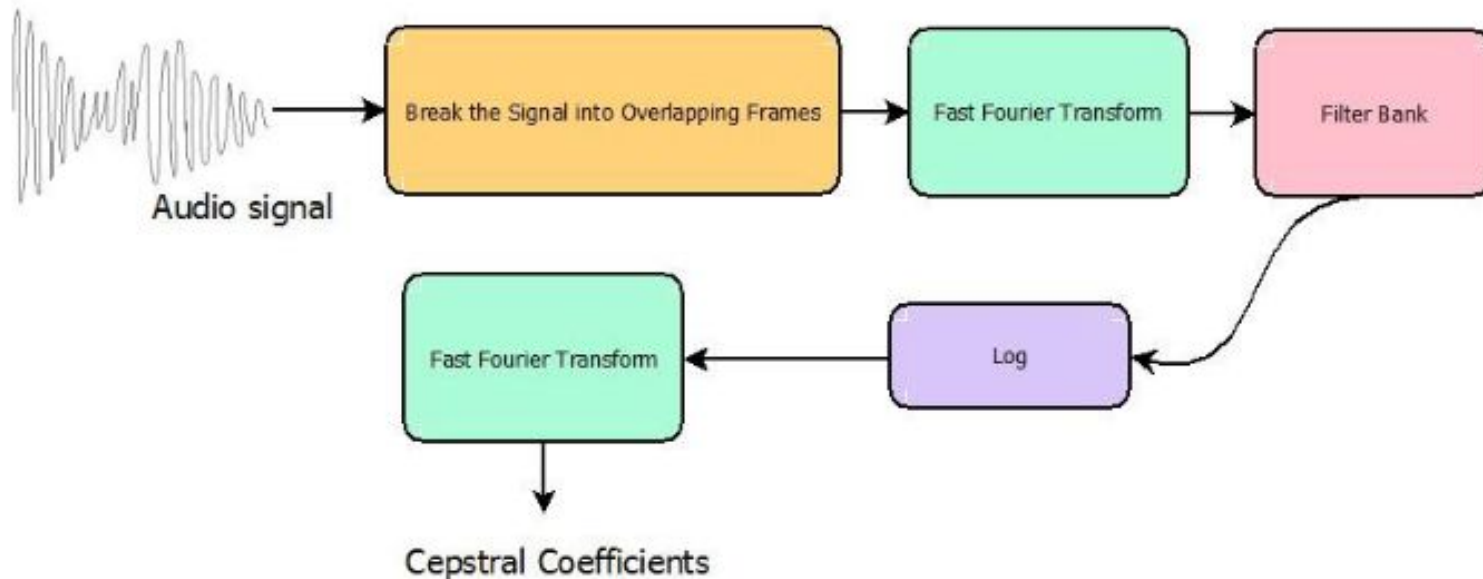 Break the Signal into Overlapping Frames
Fast Fourier Transform
Filter Bank
Audio signal
Fast Fourier Transform
Log
Cepstral Coefficients